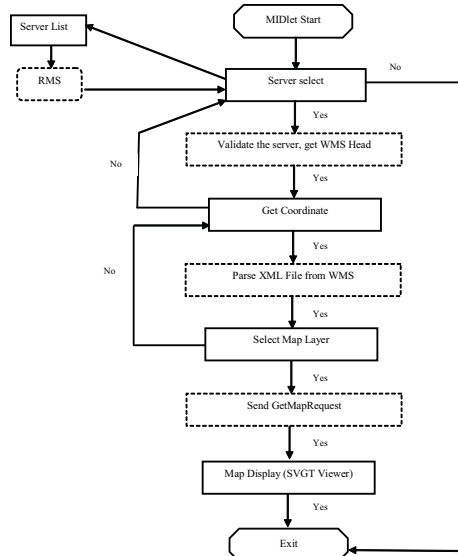 MIDlet Start
Server List
RMS
Server select
No
Yes
Validate the server, get WMS Head
No
Yes
Get Coordinate
Yes
No
Parse XML File from WMS
Yes
Select Map Layer
Yes
Send GetMapRequest
Yes
Map Display (SVGT Viewer)
Yes
Exit